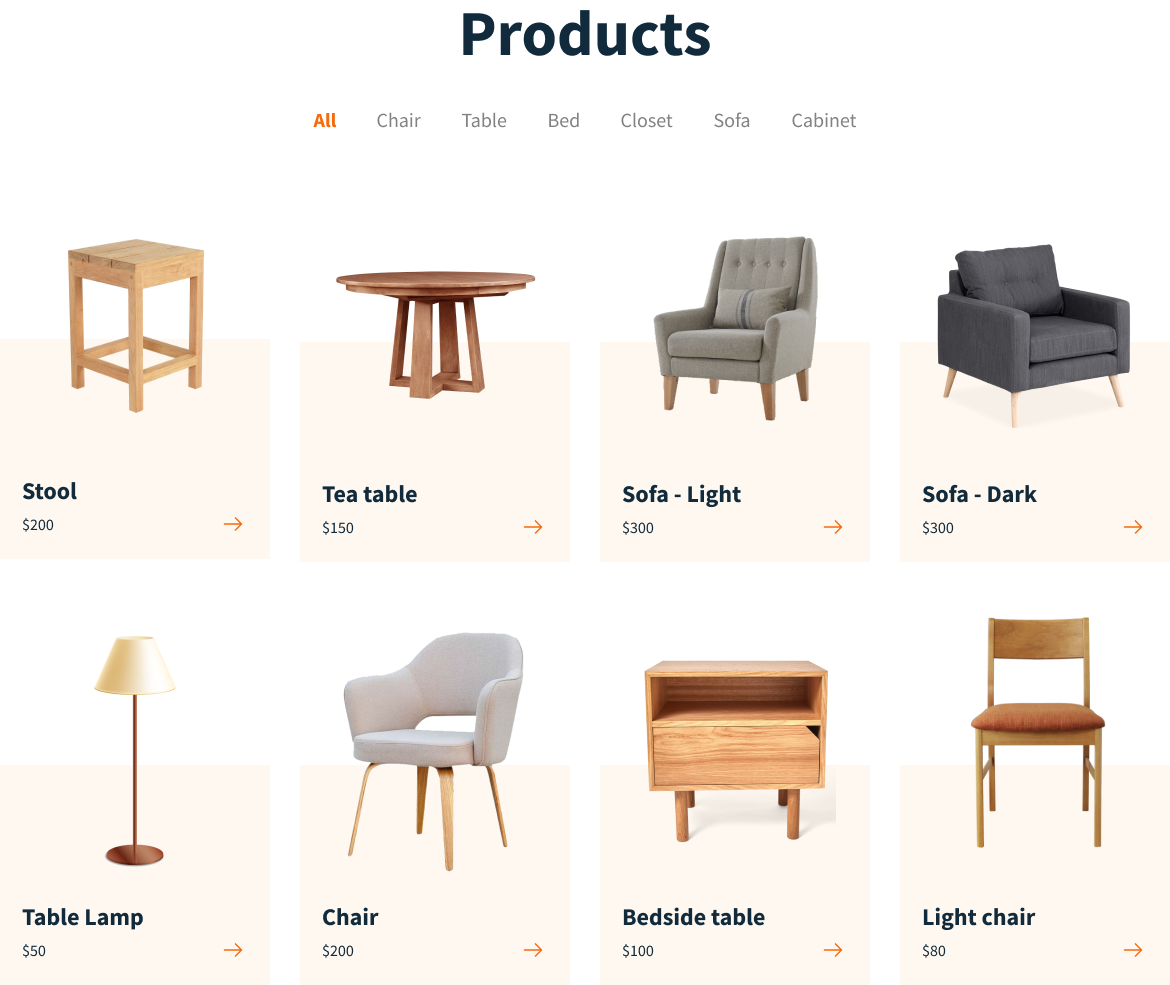 Products
All Chair Table Bed Closet Sofa Cabinet
Stool
$200
Tea table
$150
Sofa - Light
$300
Sofa - Dark
$300
Table Lamp
$50
Chair
$200
Bedside table
$100
Light chair
$80